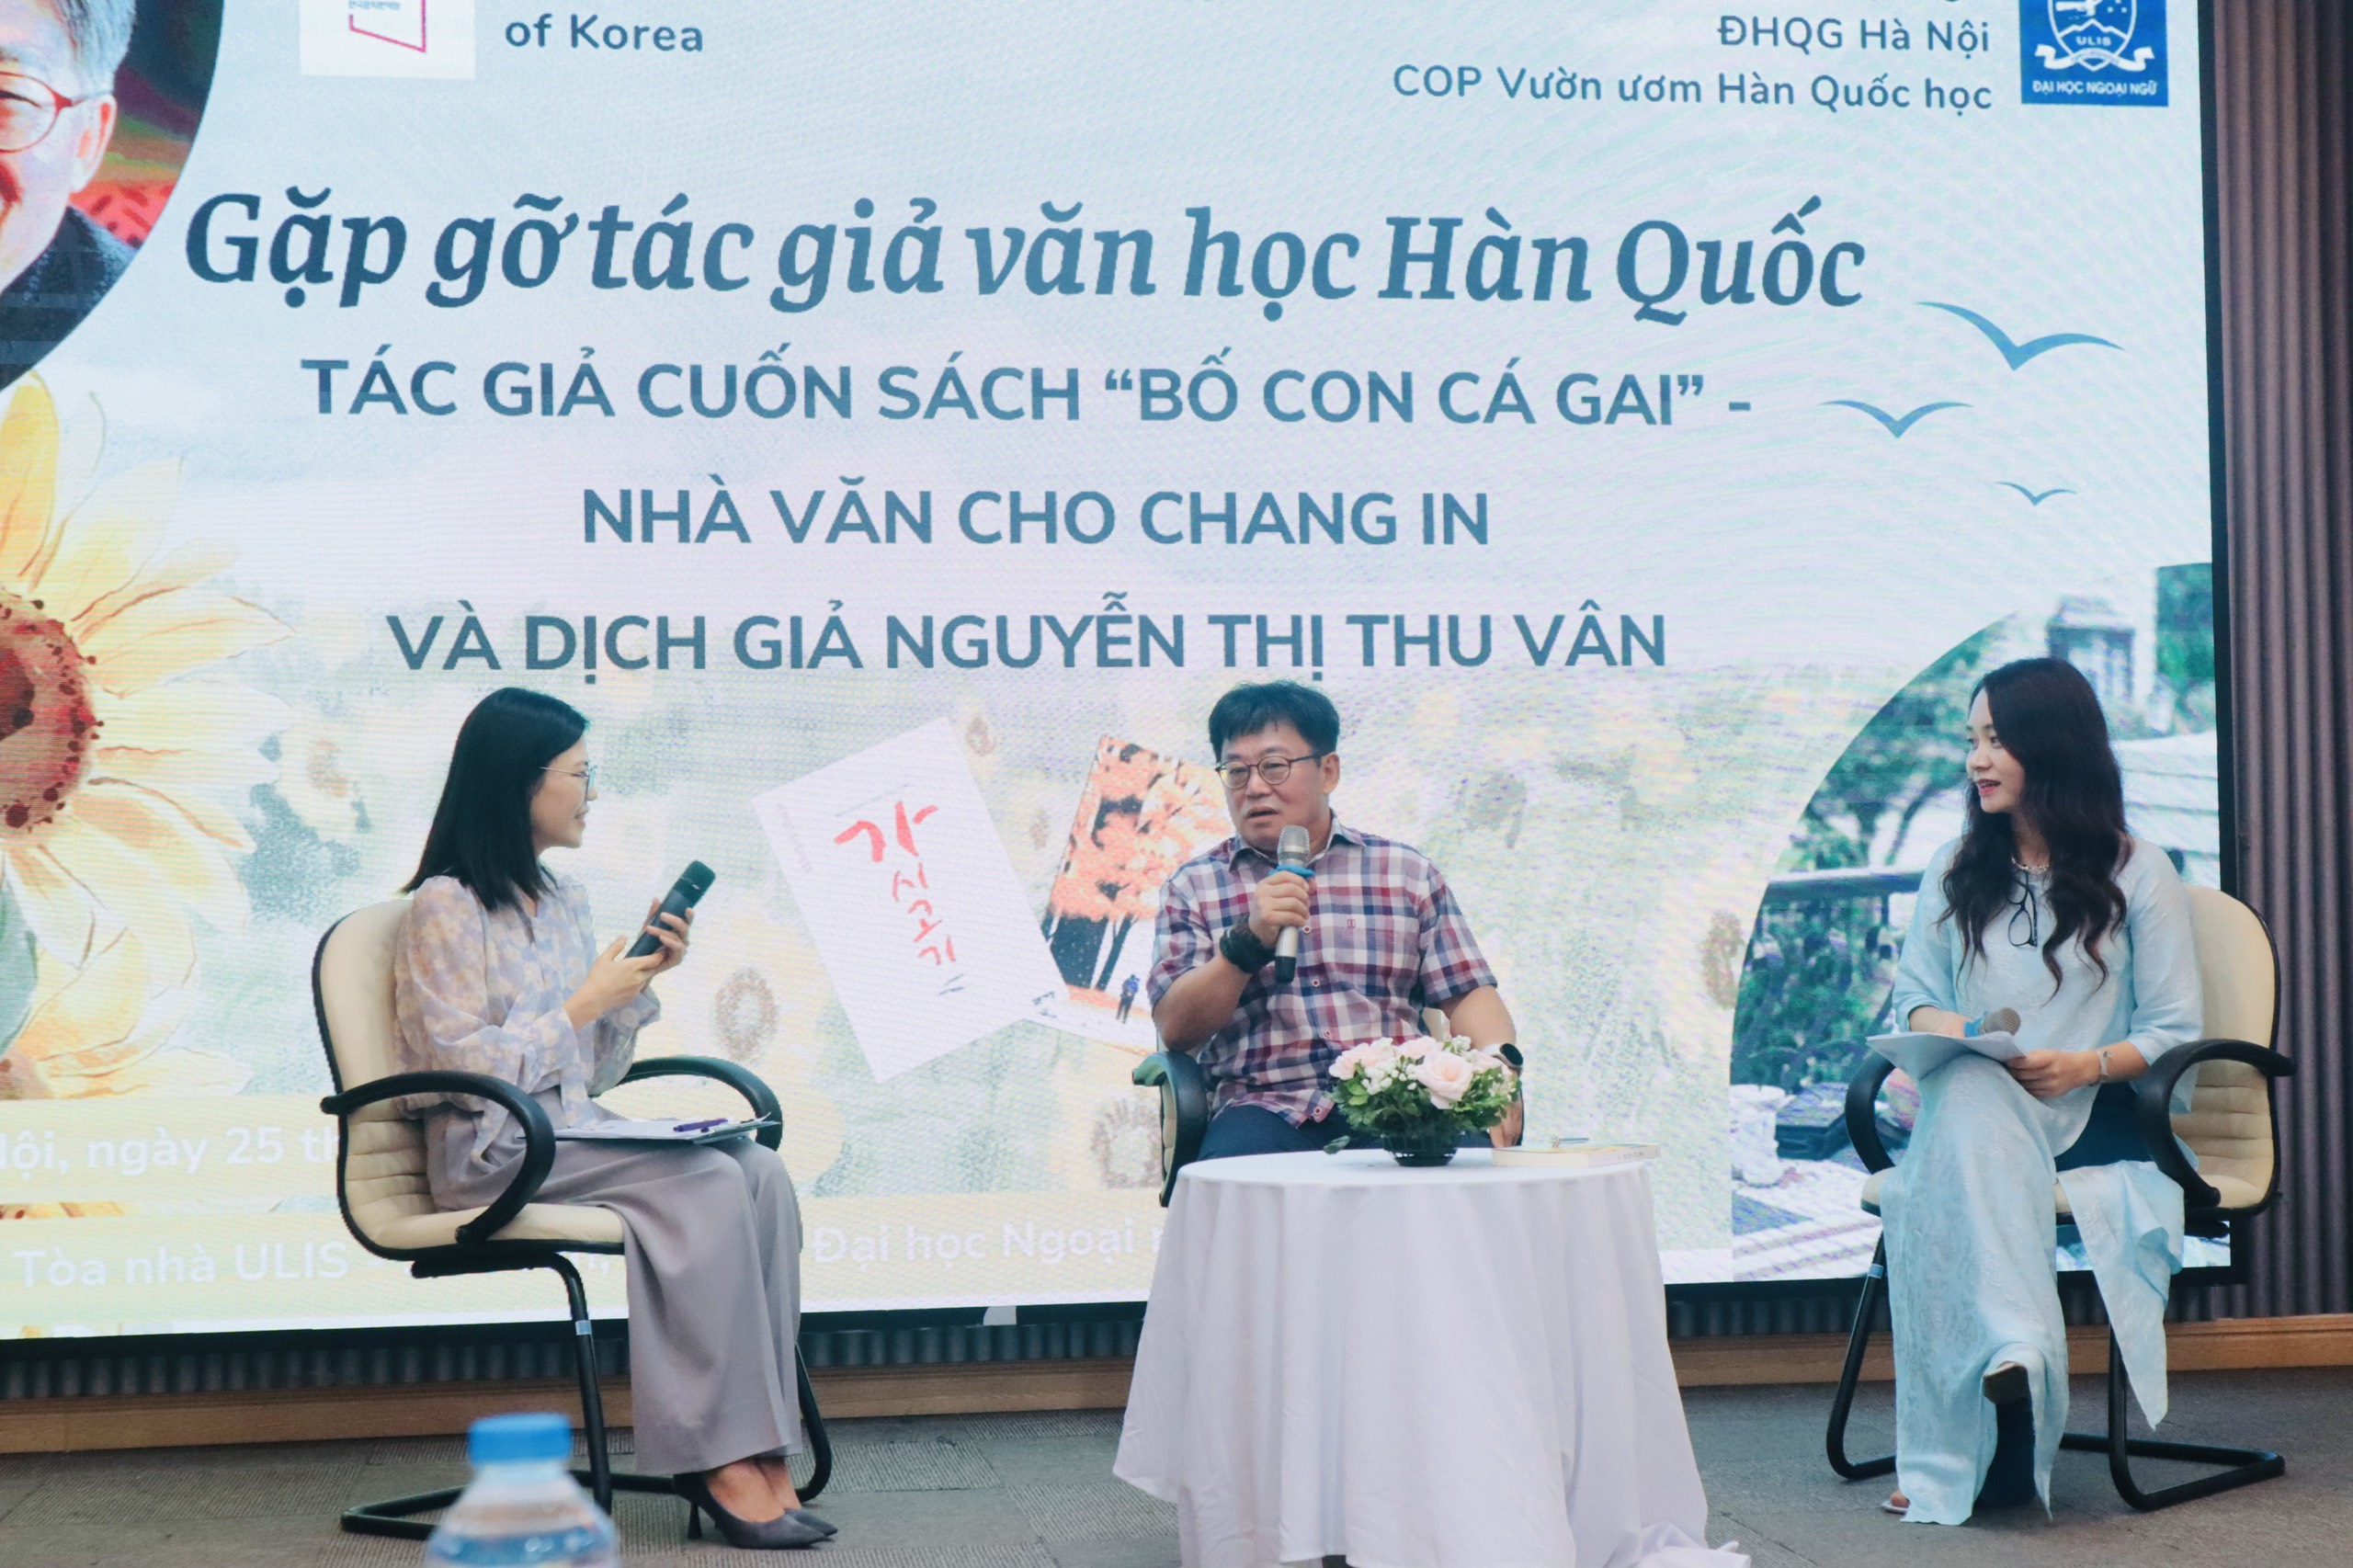 of Korea
ĐHQG Hà Nội
COP Vườn ươm Hàn Quốc học
ULIS
ĐẠI HỌC NGOẠI NGỮ
Gặp gỡ tác giả văn học Hàn Quốc
TÁC GIẢ CUỐN SÁCH “BỐ CON CÁ GAI” -
NHÀ VĂN CHO CHANG IN
VÀ DỊCH GIẢ NGUYỄN THỊ THU VÂN
가시고기
Nội, ngày 25
Tòa nhà ULIS - Đại học Ngoại